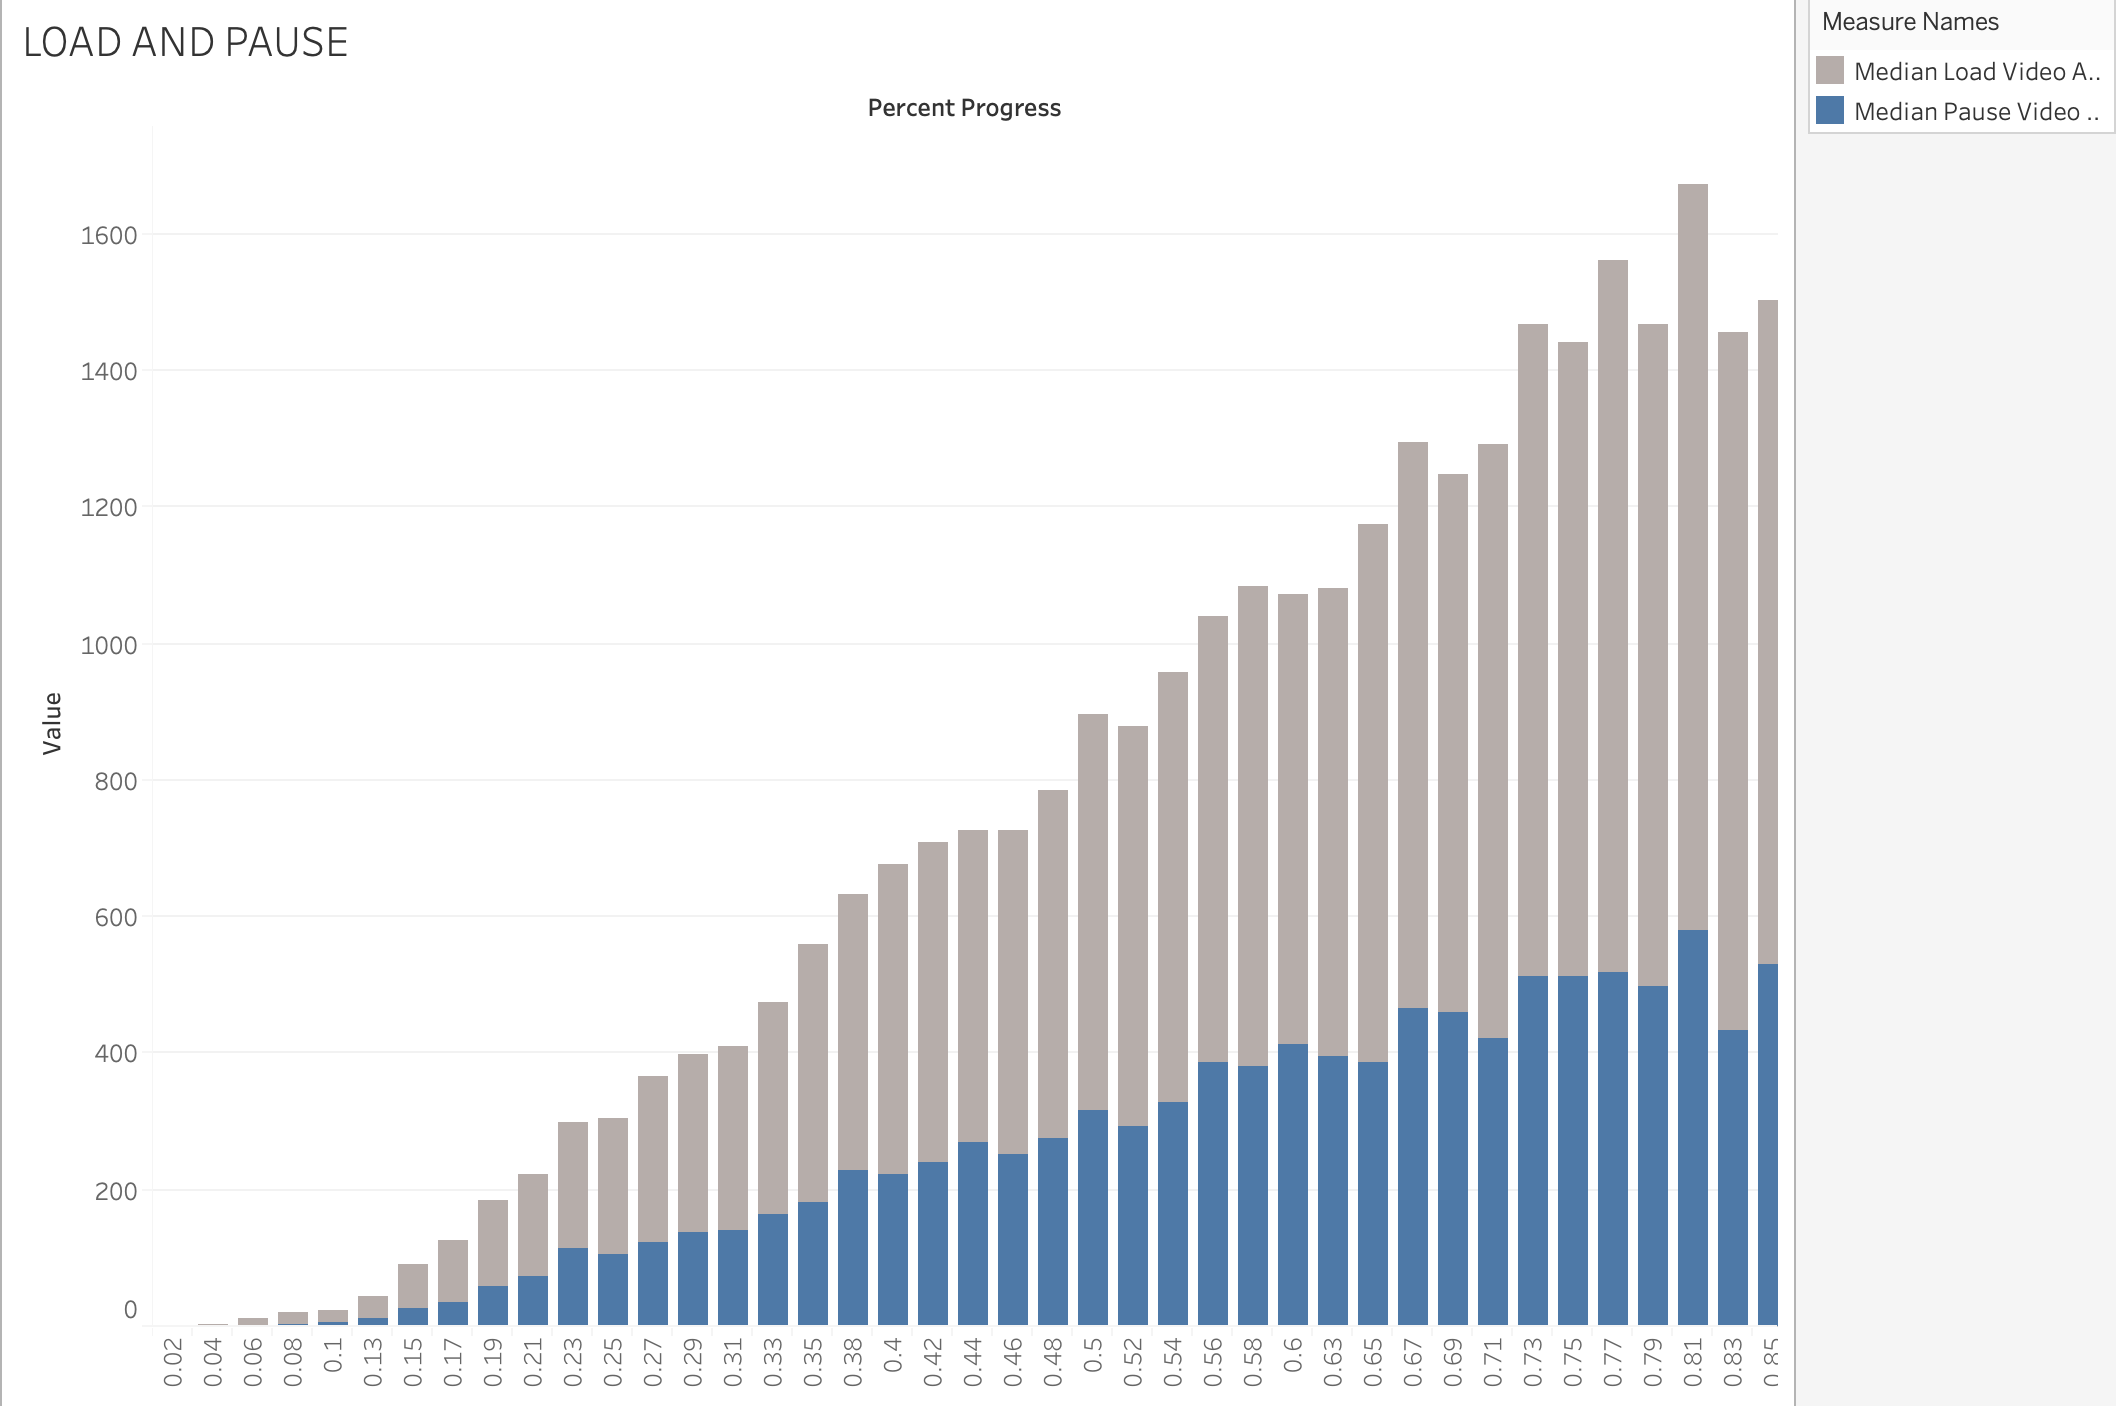 LOAD AND PAUSE
Measure Names
Median Load Video A..
Median Pause Video ..
Percent Progress
1600
1400
1200
1000
800
600
400
200
0
Value
0.02 0.04 0.06 0.08 0.1 0.13 0.15 0.17 0.19 0.21 0.23 0.25 0.27 0.29 0.31 0.33 0.35 0.38 0.4 0.42 0.44 0.46 0.48 0.5 0.52 0.54 0.56 0.58 0.6 0.63 0.65 0.67 0.69 0.71 0.73 0.75 0.77 0.79 0.81 0.83 0.85